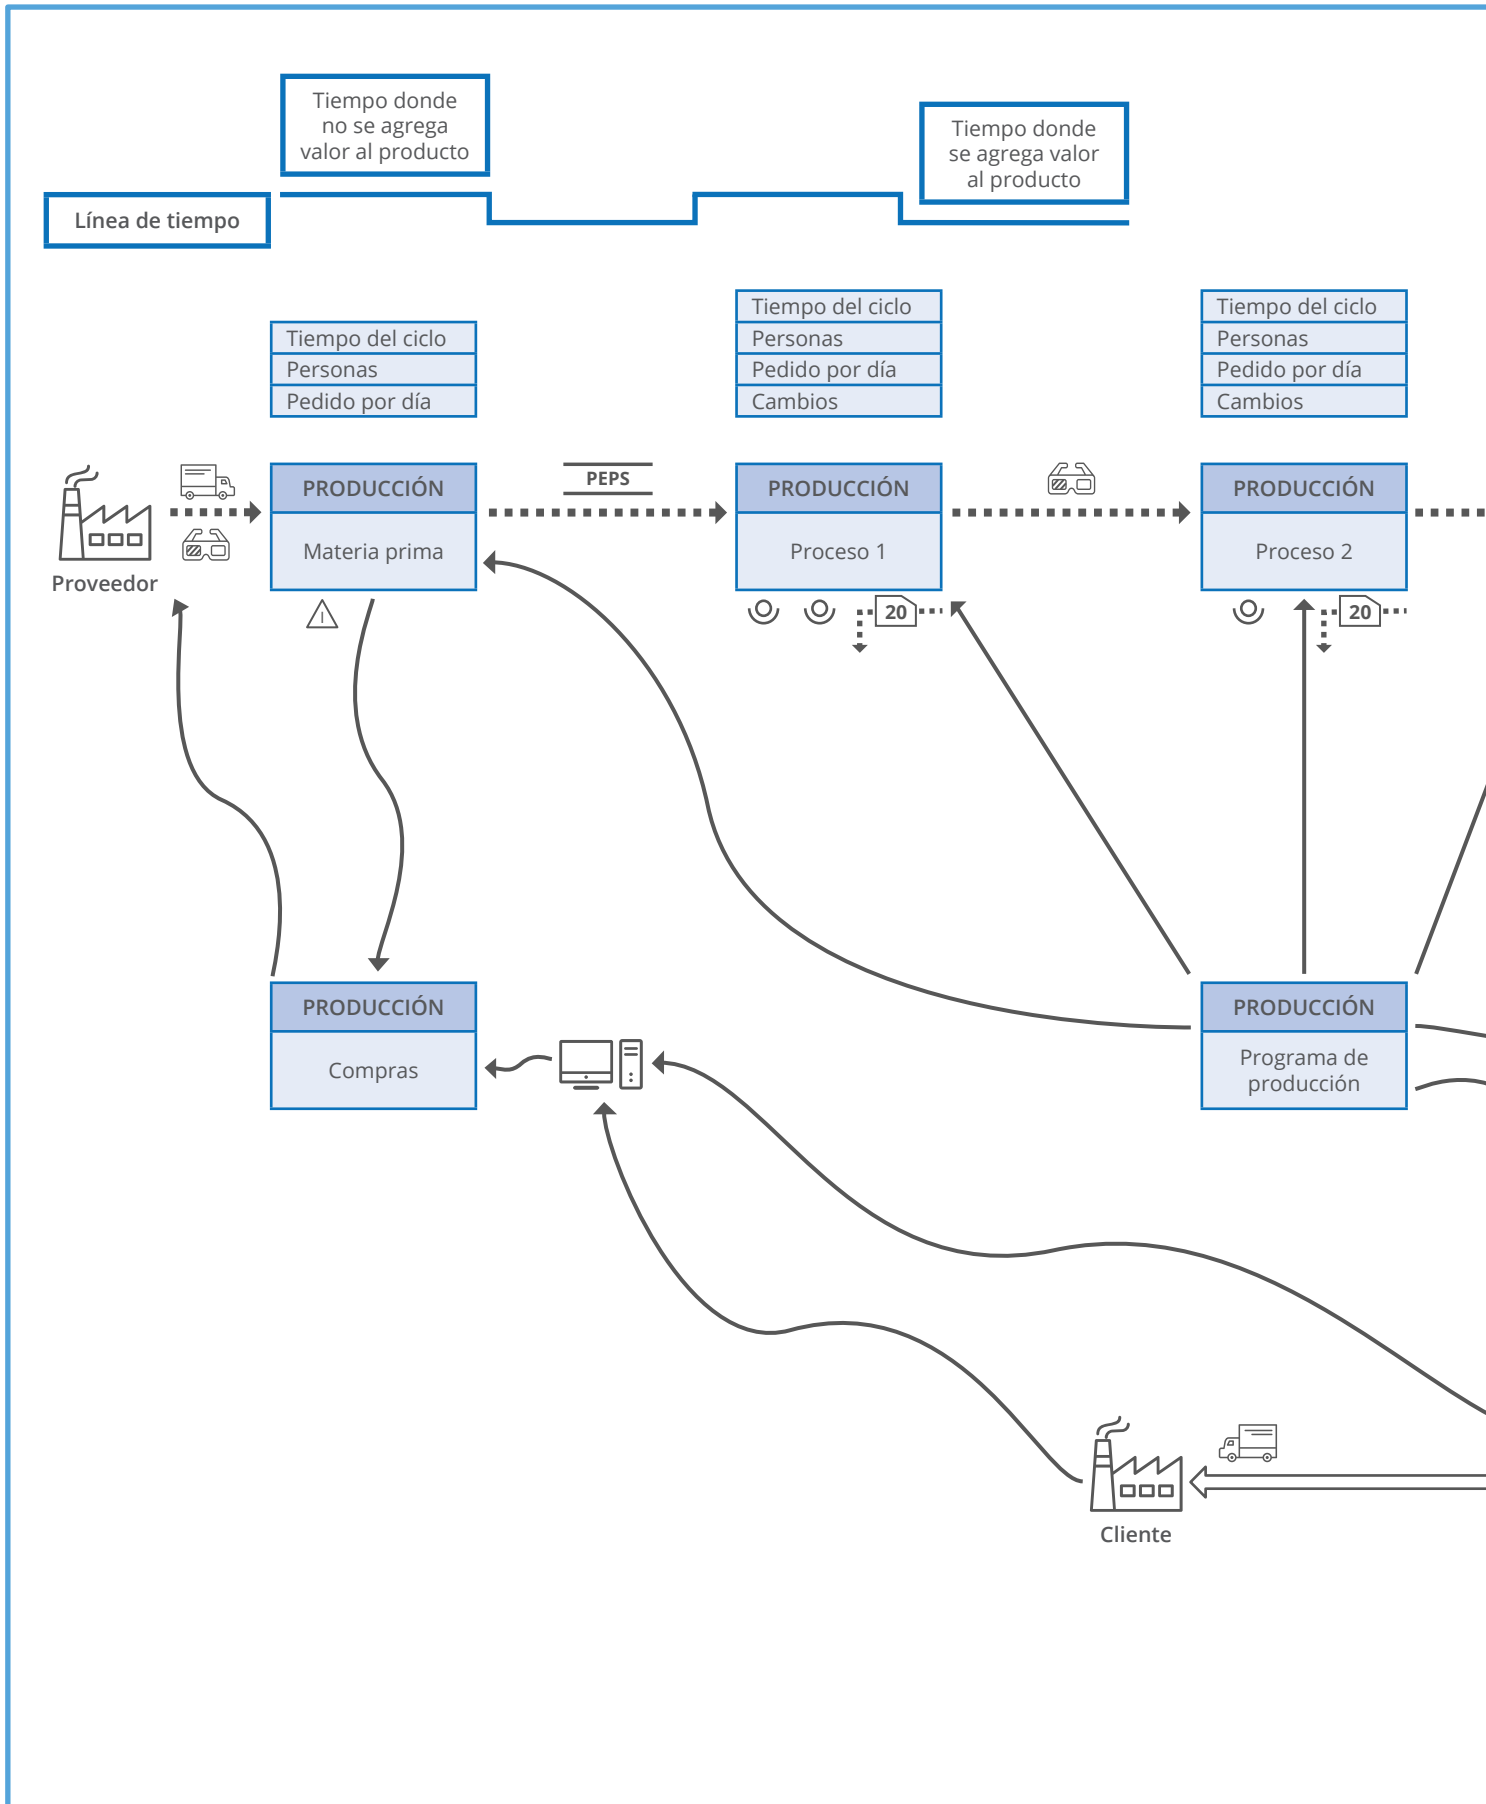 Tiempo donde
no se agrega
valor al producto
Tiempo donde
se agrega valor
al producto
Línea de tiempo
Tiempo del ciclo
Personas
Pedido por día
Tiempo del ciclo
Personas
Pedido por día
Cambios
Tiempo del ciclo
Personas
Pedido por día
Cambios
Proveedor
PRODUCCIÓN
Materia prima
PEPS
PRODUCCIÓN
Proceso 1
20
PRODUCCIÓN
Proceso 2
20
PRODUCCIÓN
Compras
PRODUCCIÓN
Programa de
producción
Cliente